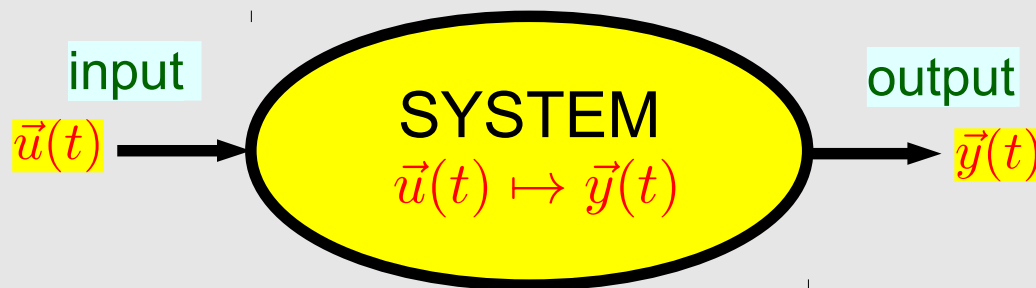 input
output
SYSTEM
u⃗(t)
u⃗(t) ↦ y⃗(t)
y⃗(t)